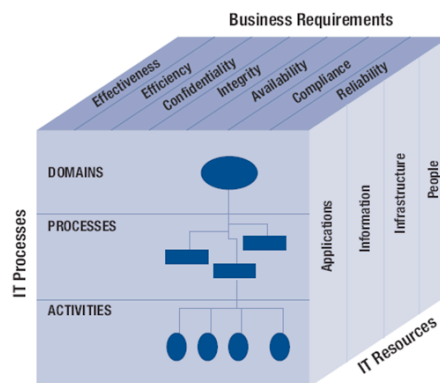 Business Requirements
Effectiveness
Efficiency
Confidentiality
Integrity
Availability
Compliance
Reliability
IT Processes
DOMAINS
PROCESSES
ACTIVITIES
Applications
Information
Infrastructure
People
IT Resources